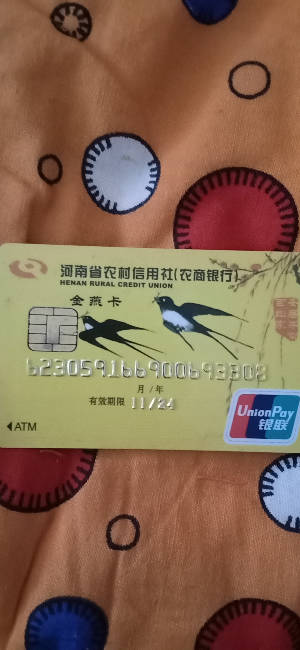 河南省农村信用社(农商银行)
HENAN RURAL CREDIT UNION
金燕卡
月/年
有效期限 11/24
ATM
UnionPay
银联